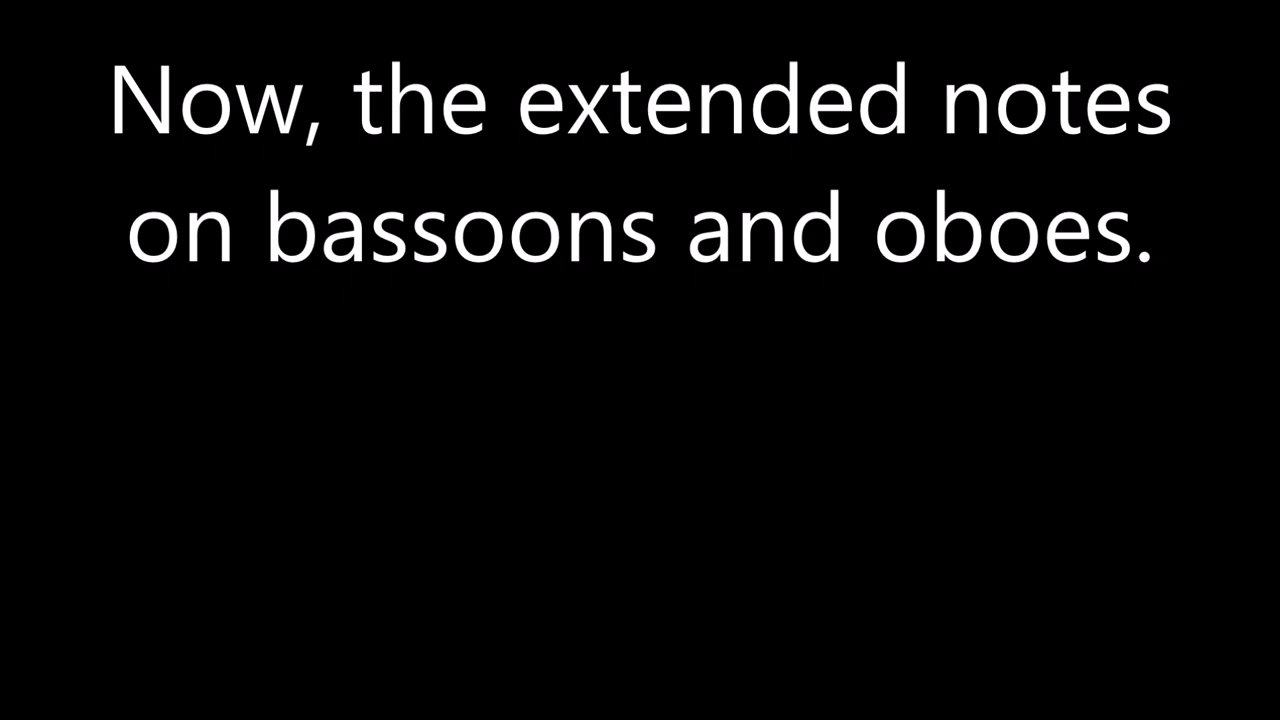 Now, the extended notes
on bassoons and oboes.